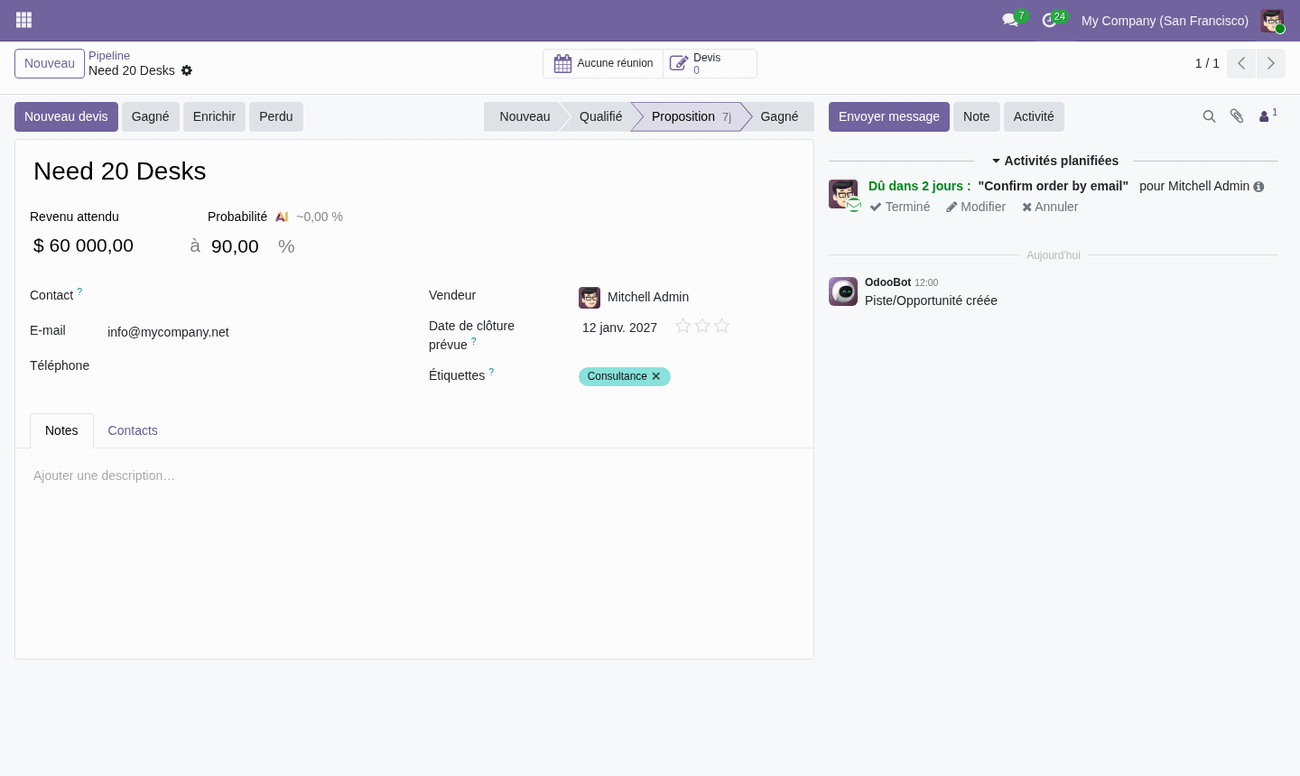 7
24
My Company (San Francisco)
Nouveau
Pipeline
Need 20 Desks
Aucune réunion
Devis
0
1 / 1
Nouveau devis
Gagné
Enrichir
Perdu
Nouveau
Qualifié
Proposition 7j
Gagné
Envoyer message
Note
Activité
1
Need 20 Desks
Revenu attendu
Probabilité AI ~0,00 %
$ 60 000,00 à 90,00 %
Contact ?
E-mail info@mycompany.net
Téléphone
Vendeur Mitchell Admin
Date de clôture
prévue ?
12 janv. 2027
Étiquettes ? Consultance
Notes
Contacts
Ajouter une description…
Activités planifiées
Dû dans 2 jours : "Confirm order by email" pour Mitchell Admin
Terminé
Modifier
Annuler
Aujourd'hui
OdooBot 12:00
Piste/Opportunité créée